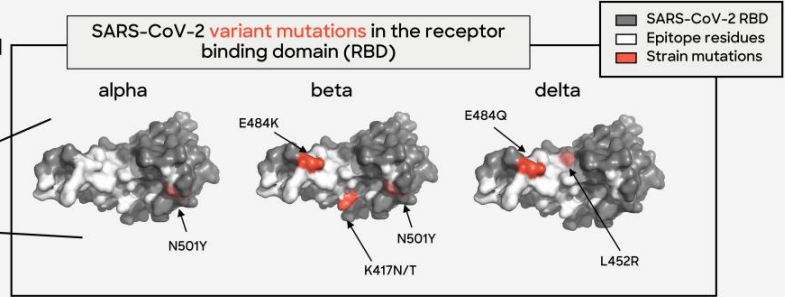 SARS-CoV-2 variant mutations in the receptor
binding domain (RBD)
SARS-CoV-2 RBD
Epitope residues
Strain mutations
alpha
beta
delta
N501Y
E484K
N501Y
K417N/T
E484Q
L452R